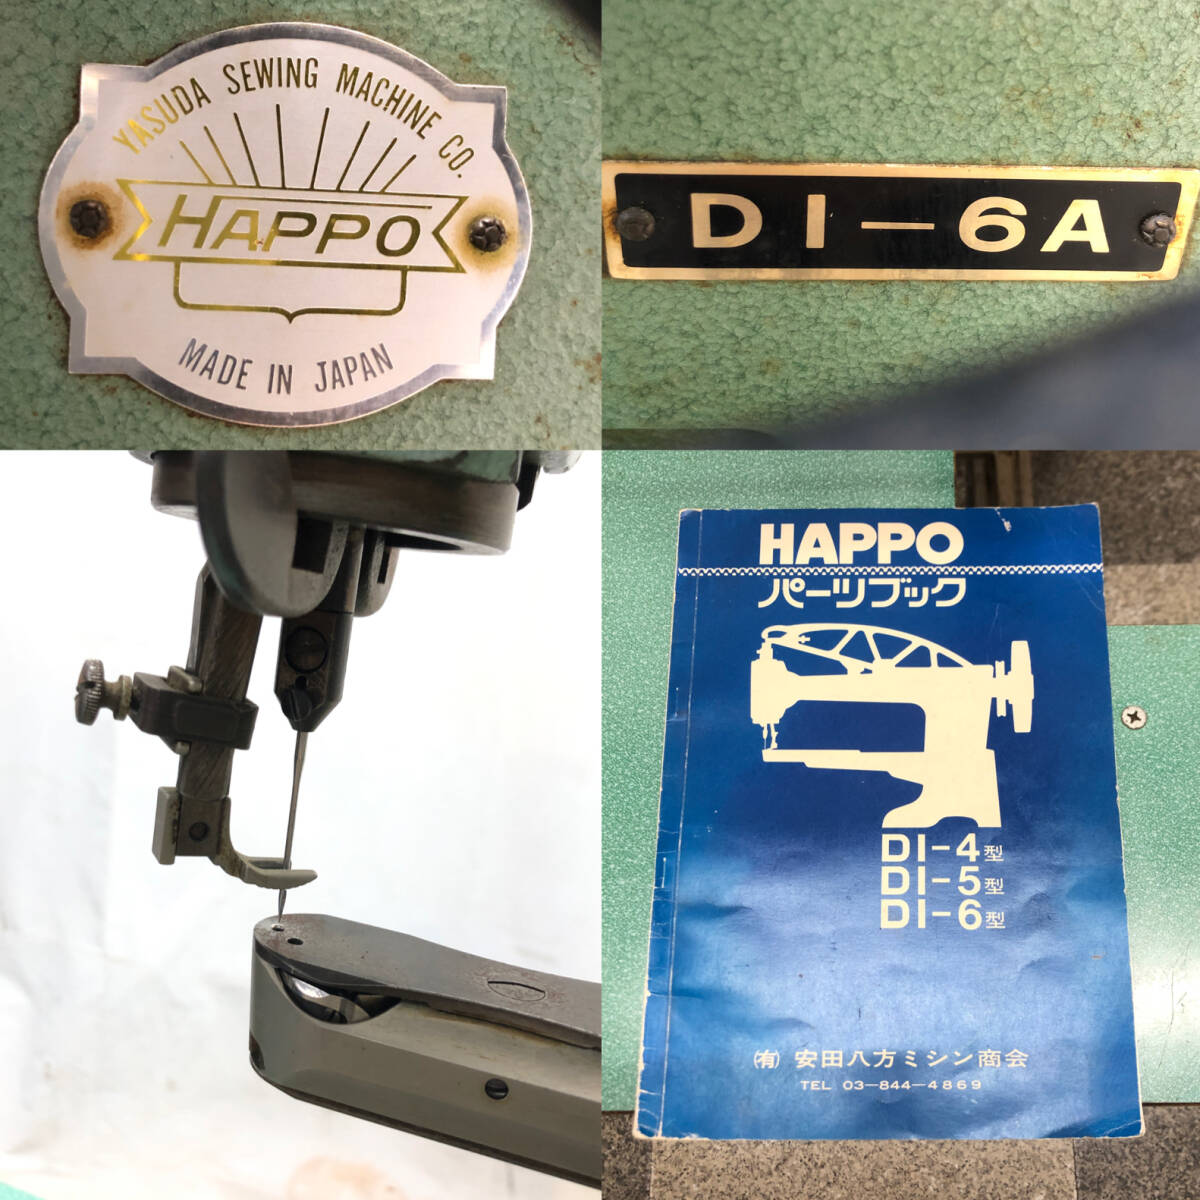 YASUDA SEWING MACHINE CO.
HAPPO
MADE IN JAPAN
DI-6A
HAPPO
パーツブック
DI-4型
DI-5型
DI-6型
(有) 安田八方ミシン商会
TEL 03-844-4869